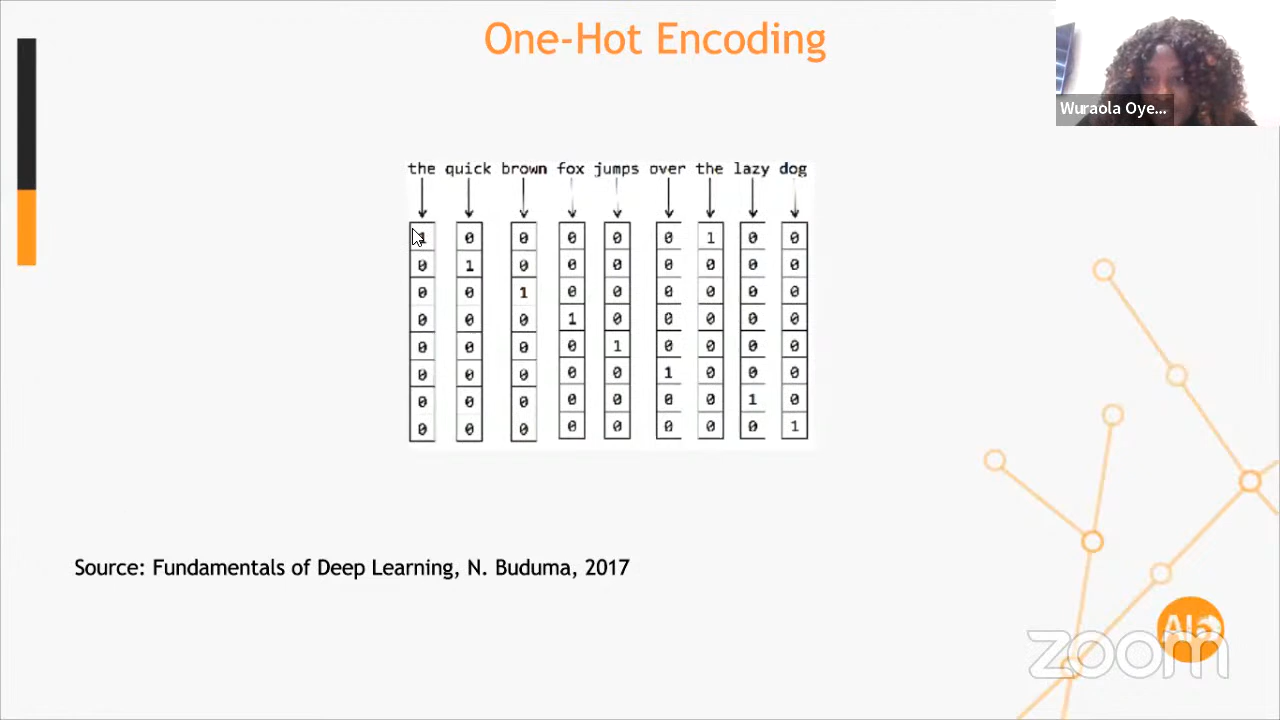 One-Hot Encoding
Wuraola Oye...
the quick brown fox jumps over the lazy dog
1 0 0 0 0 0 1 0 0
0 1 0 0 0 0 0 0 0
0 0 1 0 0 0 0 0 0
0 0 0 1 0 0 0 0 0
0 0 0 0 1 0 0 0 0
0 0 0 0 0 1 0 0 0
0 0 0 0 0 0 0 1 0
0 0 0 0 0 0 0 0 1
Source: Fundamentals of Deep Learning, N. Buduma, 2017
zoom